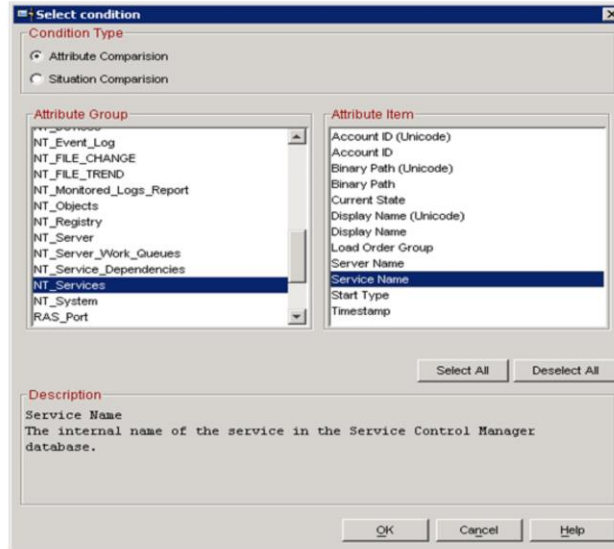 Select condition
Condition Type
Attribute Comparision
Situation Comparision
Attribute Group
NT_Event_Log
NT_FILE_CHANGE
NT_FILE_TREND
NT_Monitored_Logs_Report
NT_Objects
NT_Registry
NT_Server
NT_Server_Work_Queues
NT_Service_Dependencies
NT_Services
NT_System
RAS_Port
Attribute Item
Account ID (Unicode)
Account ID
Binary Path (Unicode)
Binary Path
Current State
Display Name (Unicode)
Display Name
Load Order Group
Server Name
Service Name
Start Type
Timestamp
Select All
Deselect All
Description
Service Name
The internal name of the service in the Service Control Manager
database.
OK
Cancel
Help